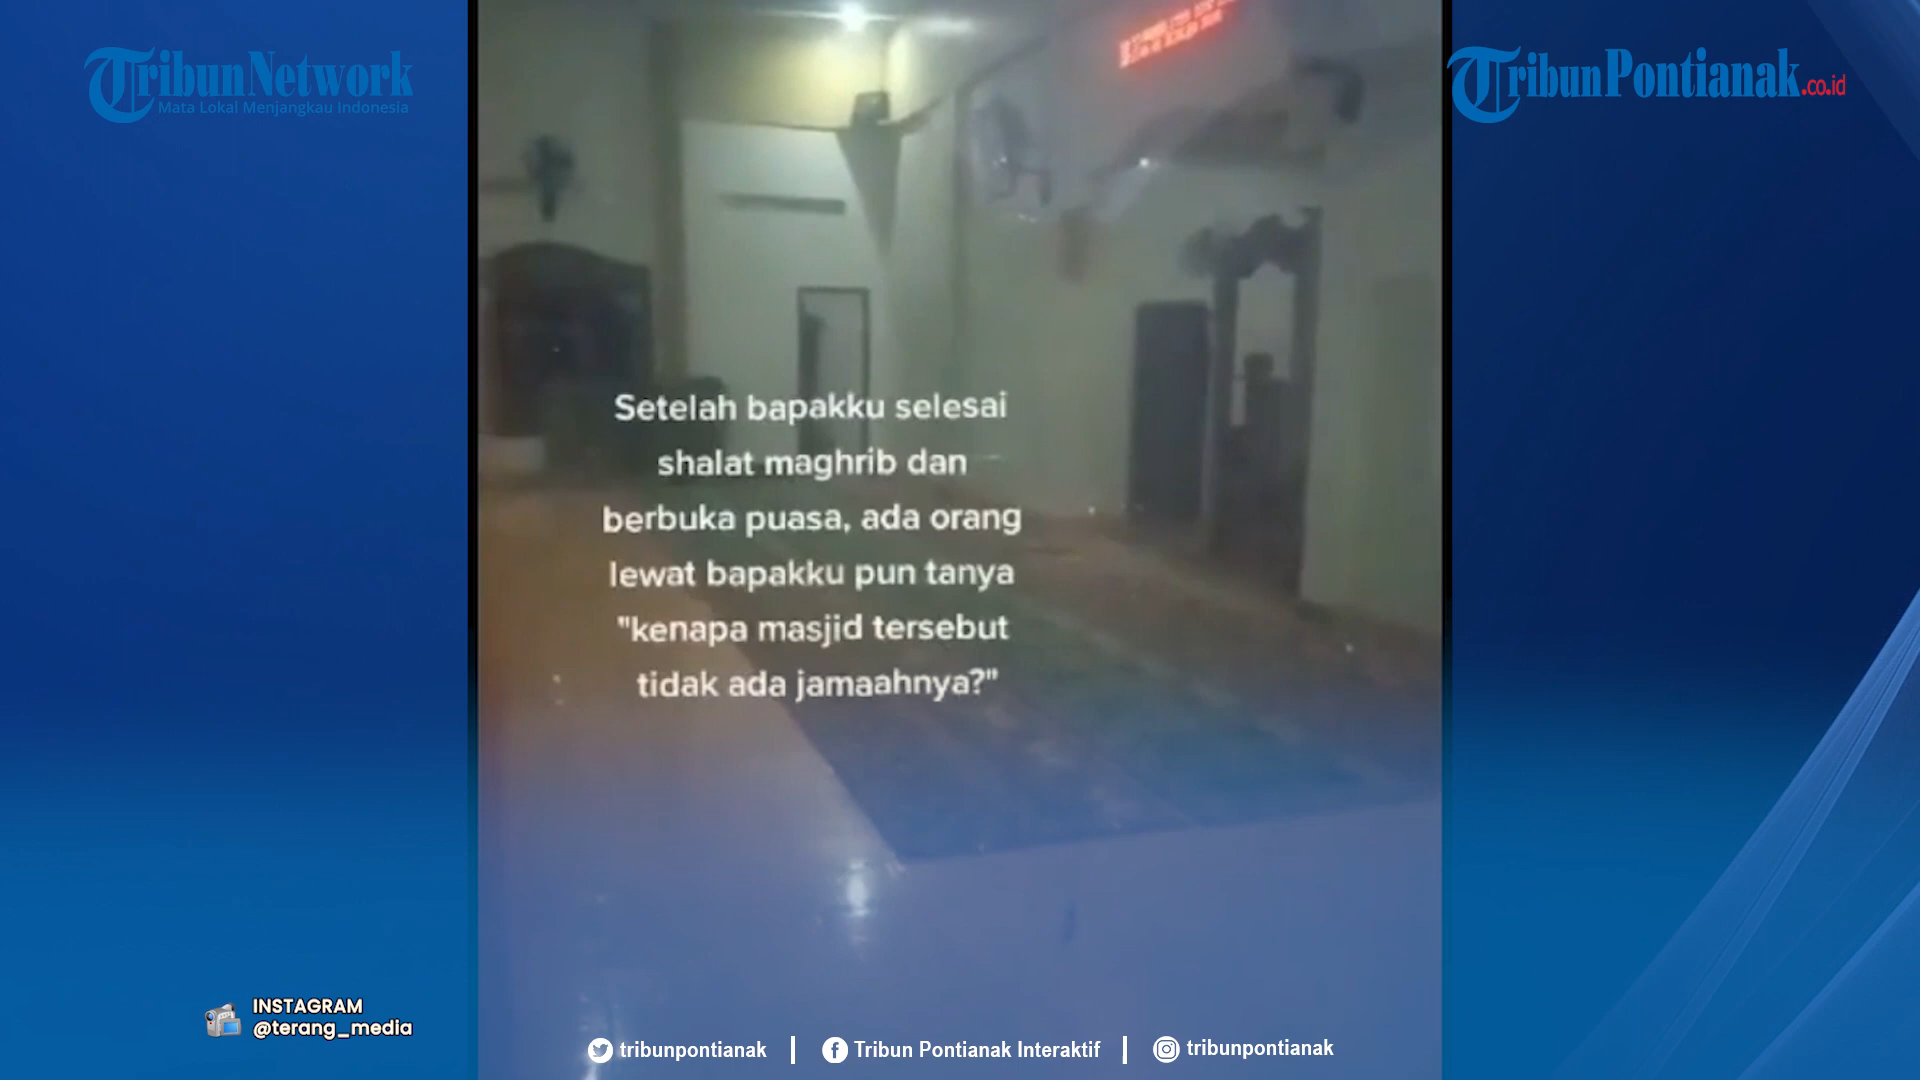 TribunNetwork
Mata Lokal Menjangkau Indonesia
TribunPontianak.co.id
Setelah bapakku selesai
shalat maghrib dan
berbuka puasa, ada orang
lewat bapakku pun tanya
"kenapa masjid tersebut
tidak ada jamaahnya?"
INSTAGRAM
@terang_media
tribunpontianak
Tribun Pontianak Interaktif
tribunpontianak